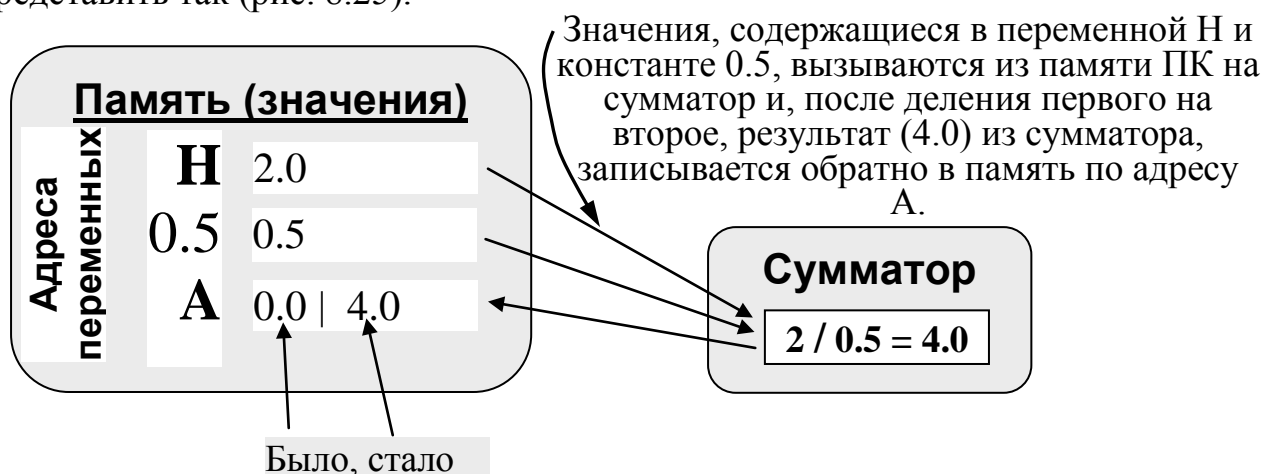 представить так (рис. 6.25).
Значения, содержащиеся в переменной Н и
константе 0.5, вызываются из памяти ПК на
сумматор и, после деления первого на
второе, результат (4.0) из сумматора,
записывается обратно в память по адресу
А.
Память (значения)
Адреса
переменных
Н 2.0
0.5 0.5
А 0.0 | 4.0
Сумматор
2 / 0.5 = 4.0
Было, стало